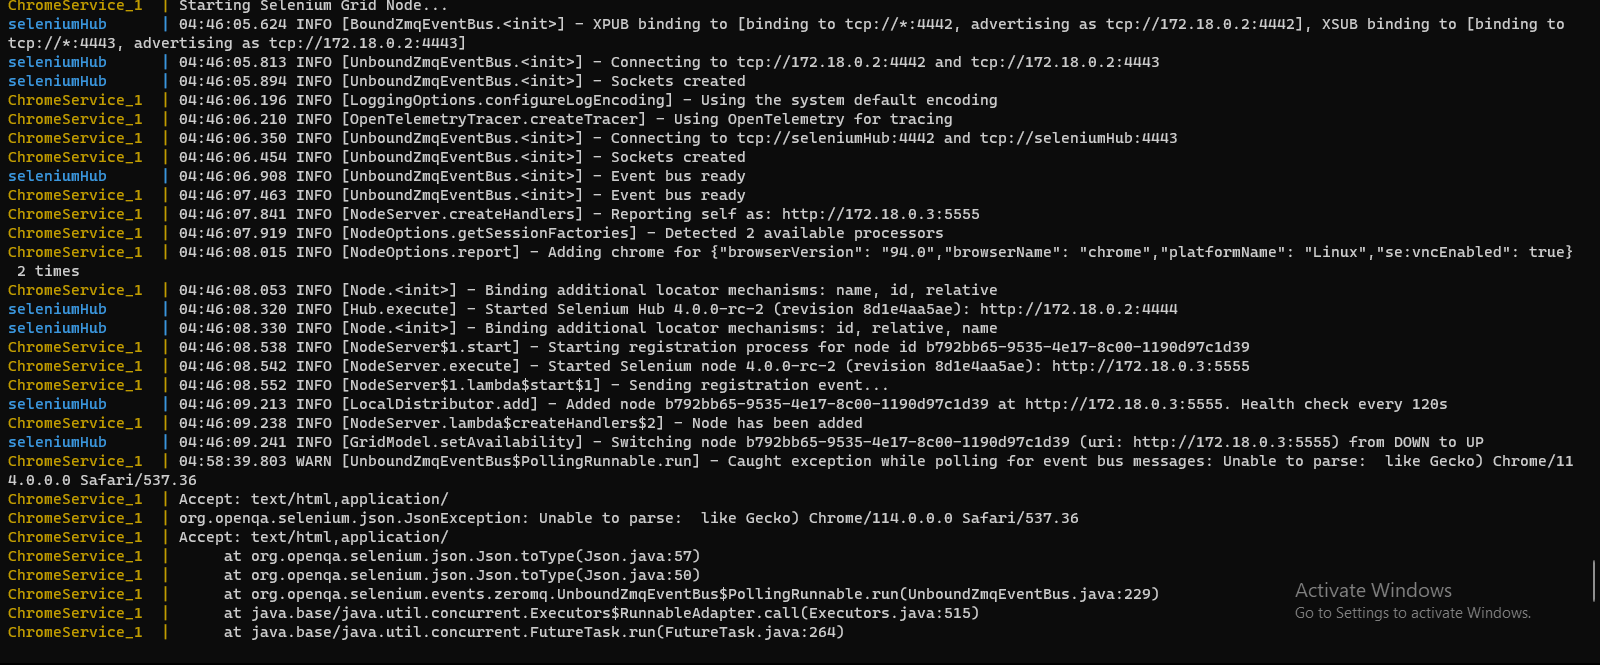 ChromeService_1  | Starting Selenium Grid Node...
seleniumHub      | 04:46:05.624 INFO [BoundZmqEventBus.<init>] - XPUB binding to [binding to tcp://*:4442, advertising as tcp://172.18.0.2:4442], XSUB binding to [binding to
tcp://*:4443, advertising as tcp://172.18.0.2:4443]
seleniumHub      | 04:46:05.813 INFO [UnboundZmqEventBus.<init>] - Connecting to tcp://172.18.0.2:4442 and tcp://172.18.0.2:4443
seleniumHub      | 04:46:05.894 INFO [UnboundZmqEventBus.<init>] - Sockets created
ChromeService_1  | 04:46:06.196 INFO [LoggingOptions.configureLogEncoding] - Using the system default encoding
ChromeService_1  | 04:46:06.210 INFO [OpenTelemetryTracer.createTracer] - Using OpenTelemetry for tracing
ChromeService_1  | 04:46:06.350 INFO [UnboundZmqEventBus.<init>] - Connecting to tcp://seleniumHub:4442 and tcp://seleniumHub:4443
ChromeService_1  | 04:46:06.454 INFO [UnboundZmqEventBus.<init>] - Sockets created
seleniumHub      | 04:46:06.908 INFO [UnboundZmqEventBus.<init>] - Event bus ready
ChromeService_1  | 04:46:07.463 INFO [UnboundZmqEventBus.<init>] - Event bus ready
ChromeService_1  | 04:46:07.841 INFO [NodeServer.createHandlers] - Reporting self as: http://172.18.0.3:5555
ChromeService_1  | 04:46:07.919 INFO [NodeOptions.getSessionFactories] - Detected 2 available processors
ChromeService_1  | 04:46:08.015 INFO [NodeOptions.report] - Adding chrome for {"browserVersion": "94.0","browserName": "chrome","platformName": "Linux","se:vncEnabled": true}
 2 times
ChromeService_1  | 04:46:08.053 INFO [Node.<init>] - Binding additional locator mechanisms: name, id, relative
seleniumHub      | 04:46:08.320 INFO [Hub.execute] - Started Selenium Hub 4.0.0-rc-2 (revision 8d1e4aa5ae): http://172.18.0.2:4444
seleniumHub      | 04:46:08.330 INFO [Node.<init>] - Binding additional locator mechanisms: id, relative, name
ChromeService_1  | 04:46:08.538 INFO [NodeServer$1.start] - Starting registration process for node id b792bb65-9535-4e17-8c00-1190d97c1d39
ChromeService_1  | 04:46:08.542 INFO [NodeServer.execute] - Started Selenium node 4.0.0-rc-2 (revision 8d1e4aa5ae): http://172.18.0.3:5555
ChromeService_1  | 04:46:08.552 INFO [NodeServer$1.lambda$start$1] - Sending registration event...
seleniumHub      | 04:46:09.213 INFO [LocalDistributor.add] - Added node b792bb65-9535-4e17-8c00-1190d97c1d39 at http://172.18.0.3:5555. Health check every 120s
ChromeService_1  | 04:46:09.238 INFO [NodeServer.lambda$createHandlers$2] - Node has been added
seleniumHub      | 04:46:09.241 INFO [GridModel.setAvailability] - Switching node b792bb65-9535-4e17-8c00-1190d97c1d39 (uri: http://172.18.0.3:5555) from DOWN to UP
ChromeService_1  | 04:58:39.803 WARN [UnboundZmqEventBus$PollingRunnable.run] - Caught exception while polling for event bus messages: Unable to parse:  like Gecko) Chrome/11
4.0.0.0 Safari/537.36
ChromeService_1  | Accept: text/html,application/
ChromeService_1  | org.openqa.selenium.json.JsonException: Unable to parse:  like Gecko) Chrome/114.0.0.0 Safari/537.36
ChromeService_1  | Accept: text/html,application/
ChromeService_1  |      at org.openqa.selenium.json.Json.toType(Json.java:57)
ChromeService_1  |      at org.openqa.selenium.json.Json.toType(Json.java:50)
ChromeService_1  |      at org.openqa.selenium.events.zeromq.UnboundZmqEventBus$PollingRunnable.run(UnboundZmqEventBus.java:229)
ChromeService_1  |      at java.base/java.util.concurrent.Executors$RunnableAdapter.call(Executors.java:515)
ChromeService_1  |      at java.base/java.util.concurrent.FutureTask.run(FutureTask.java:264)
Activate Windows
Go to Settings to activate Windows.